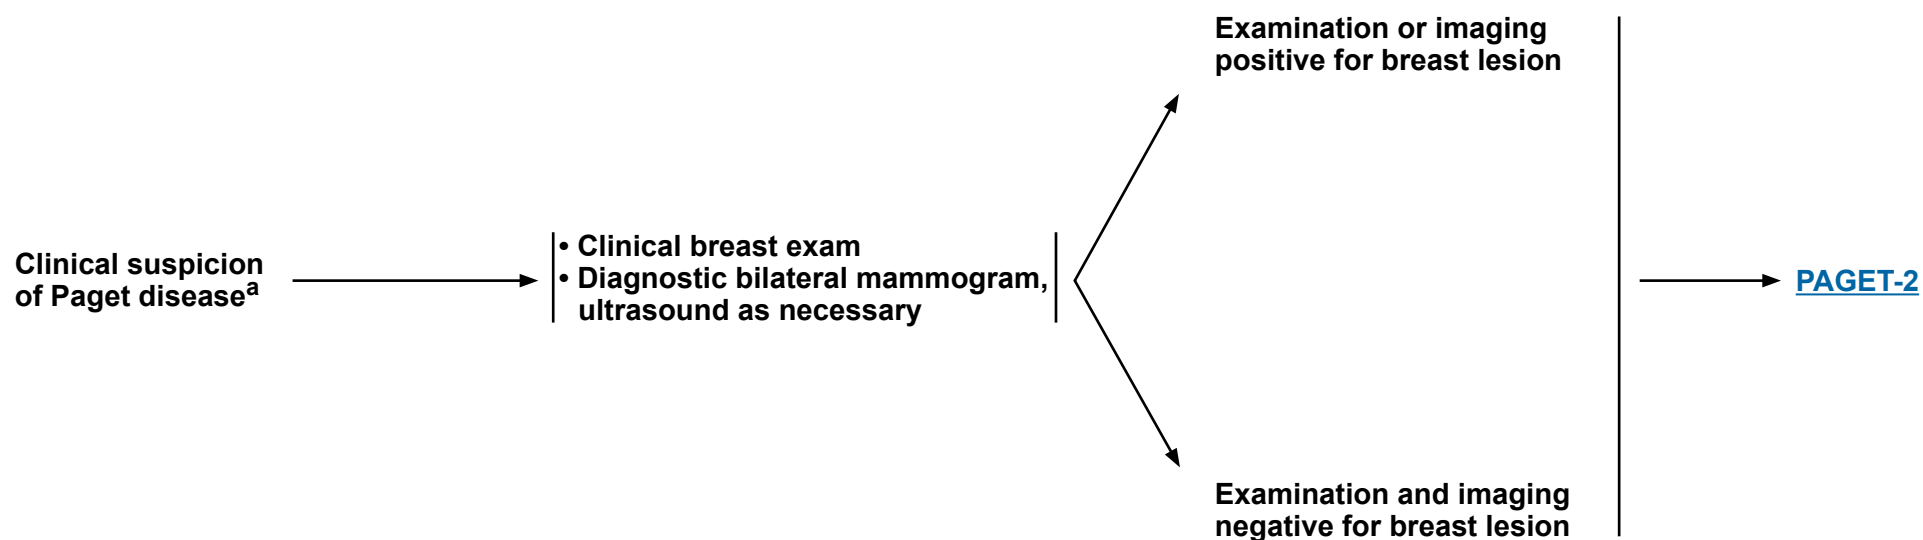 Clinical suspicion
of Paget diseaseᵃ
• Clinical breast exam
• Diagnostic bilateral mammogram,
ultrasound as necessary
Examination or imaging
positive for breast lesion
Examination and imaging
negative for breast lesion
PAGET-2